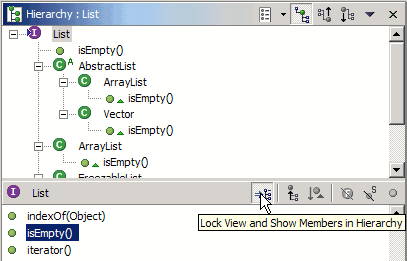 Hierarchy : List
List
isEmpty()
A
AbstractList
ArrayList
isEmpty()
Vector
isEmpty()
ArrayList
isEmpty()
FreezableList
List
indexOf(Object)
Lock View and Show Members in Hierarchy
isEmpty()
iterator()